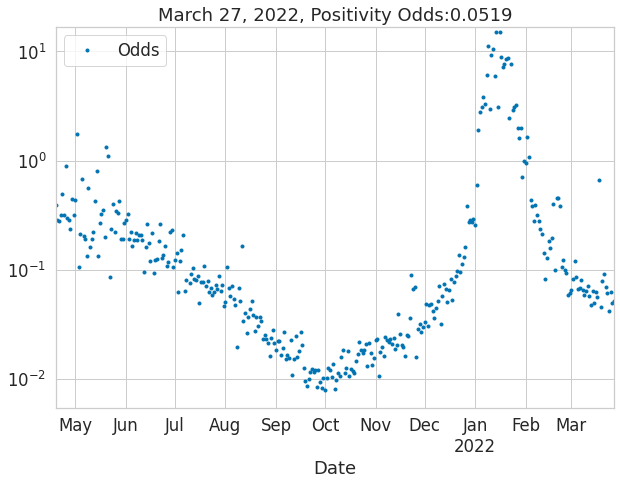 March 27, 2022, Positivity Odds:0.0519
Odds
10¹
10⁰
10⁻¹
10⁻²
May Jun Jul Aug Sep Oct Nov Dec Jan Feb Mar
2022
Date